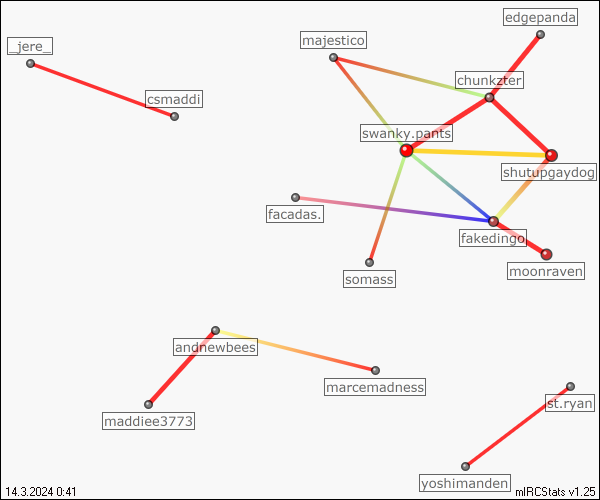 edgepanda
_jere_
majestico
chunkzter
csmaddi
swanky.pants
shutupgaydog
facadas.
fakedingo
somass
moonraven
andnewbees
marcemadness
st.ryan
maddiee3773
yoshimanden
14.3.2024 0:41
mIRCStats v1.25